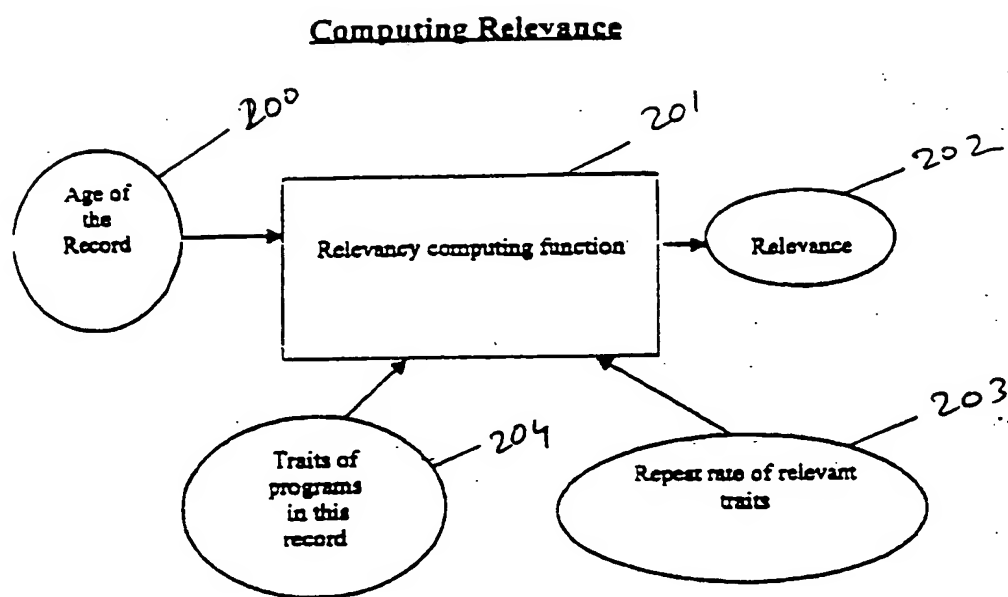 Computing Relevance
200
201
202
Age of
the
Record
Relevancy computing function
Relevance
204
203
Traits of
programs
in this
record
Repeat rate of relevant
traits